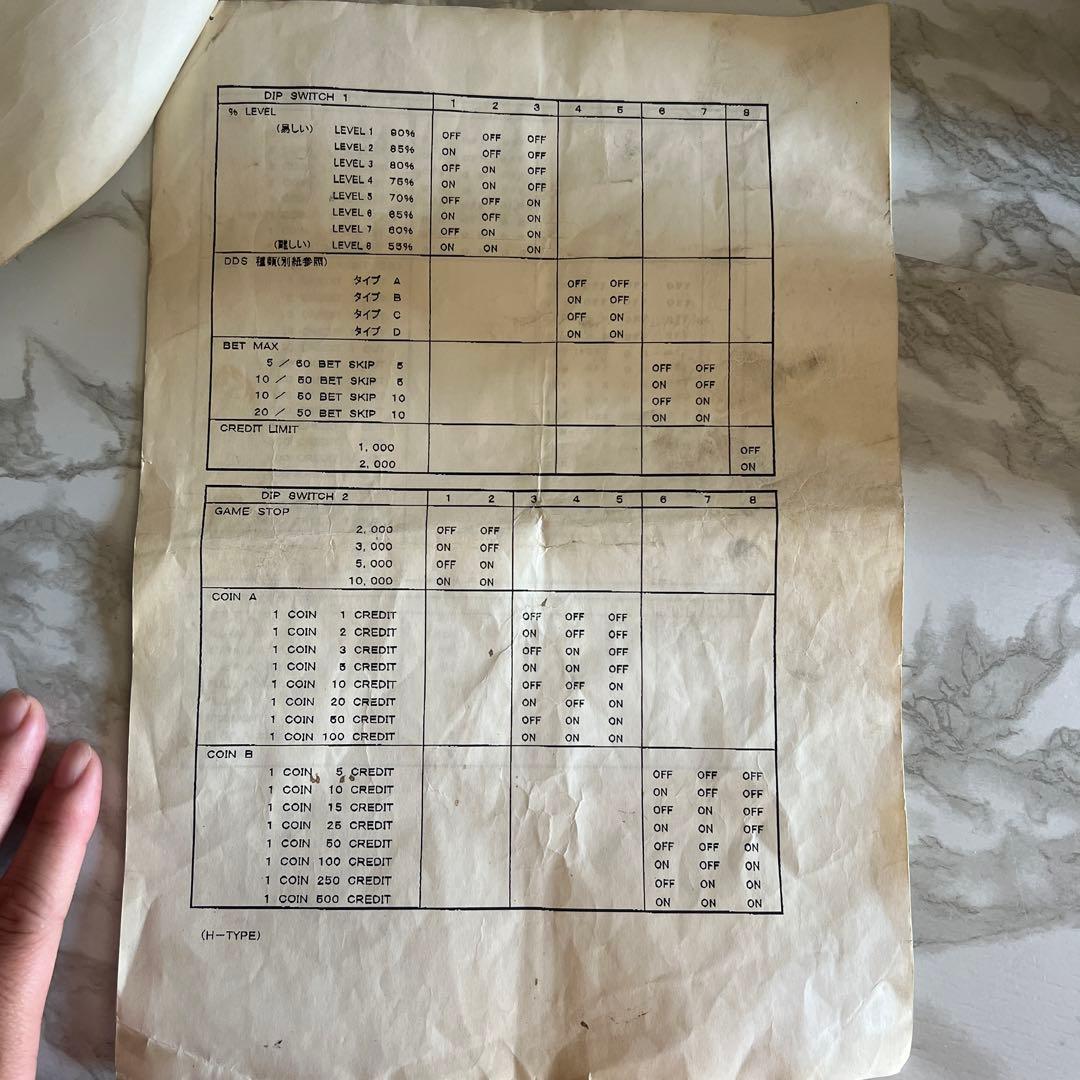 DIP SWITCH 1 1 2 3 4 5 6 7 8
% LEVEL
(易しい) LEVEL 1 90% OFF OFF OFF
LEVEL 2 85% ON OFF OFF
LEVEL 3 80% OFF ON OFF
LEVEL 4 75% ON ON OFF
LEVEL 5 70% OFF OFF ON
LEVEL 6 65% ON OFF ON
LEVEL 7 60% OFF ON ON
(難しい) LEVEL 8 55% ON ON ON
DDS 種類(別紙参照)
タイプ A OFF OFF
タイプ B ON OFF
タイプ C OFF ON
タイプ D ON ON
BET MAX
5 / 50 BET SKIP 5 OFF OFF
10 / 50 BET SKIP 5 ON OFF
10 / 50 BET SKIP 10 OFF ON
20 / 50 BET SKIP 10 ON ON
CREDIT LIMIT
1,000 OFF
2,000 ON
DIP SWITCH 2 1 2 3 4 5 6 7 8
GAME STOP
2,000 OFF OFF
3,000 ON OFF
5,000 OFF ON
10,000 ON ON
COIN A
1 COIN 1 CREDIT OFF OFF OFF
1 COIN 2 CREDIT ON OFF OFF
1 COIN 3 CREDIT OFF ON OFF
1 COIN 5 CREDIT ON ON OFF
1 COIN 10 CREDIT OFF OFF ON
1 COIN 20 CREDIT ON OFF ON
1 COIN 50 CREDIT OFF ON ON
1 COIN 100 CREDIT ON ON ON
COIN B
1 COIN 5 CREDIT OFF OFF OFF
1 COIN 10 CREDIT ON OFF OFF
1 COIN 15 CREDIT OFF ON OFF
1 COIN 25 CREDIT ON ON OFF
1 COIN 50 CREDIT OFF OFF ON
1 COIN 100 CREDIT ON OFF ON
1 COIN 250 CREDIT OFF ON ON
1 COIN 500 CREDIT ON ON ON
(H-TYPE)